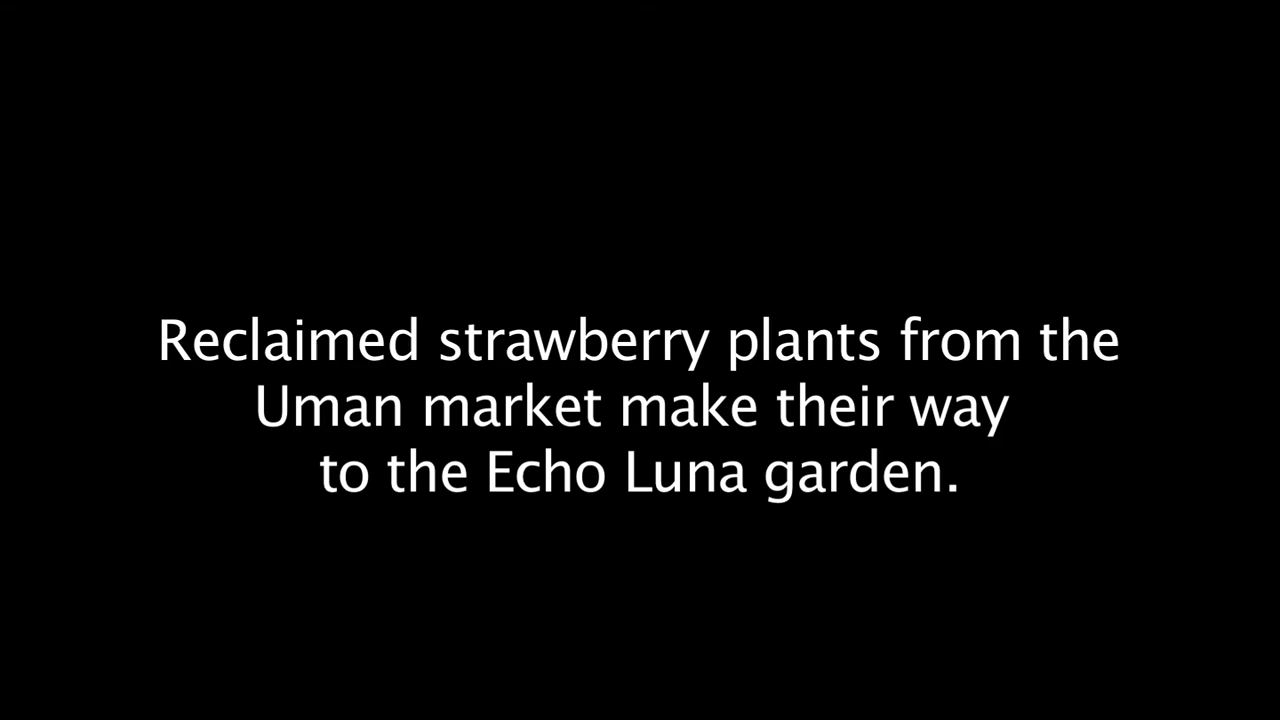 Reclaimed strawberry plants from the
Uman market make their way
to the Echo Luna garden.